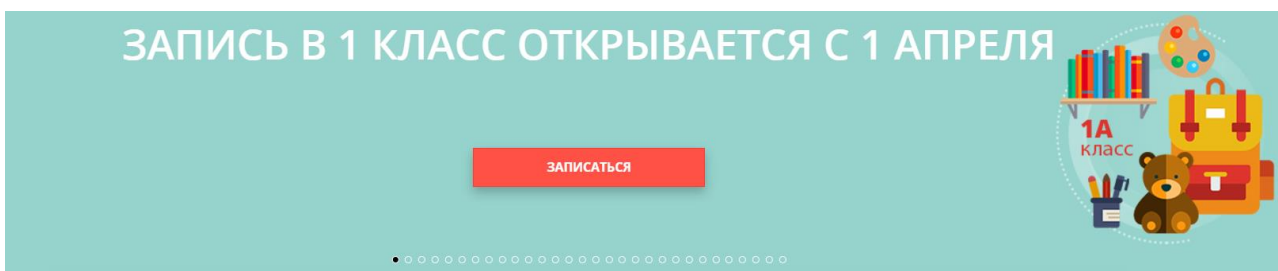 ЗАПИСЬ В 1 КЛАСС ОТКРЫВАЕТСЯ С 1 АПРЕЛЯ
1А
класс
ЗАПИСАТЬСЯ